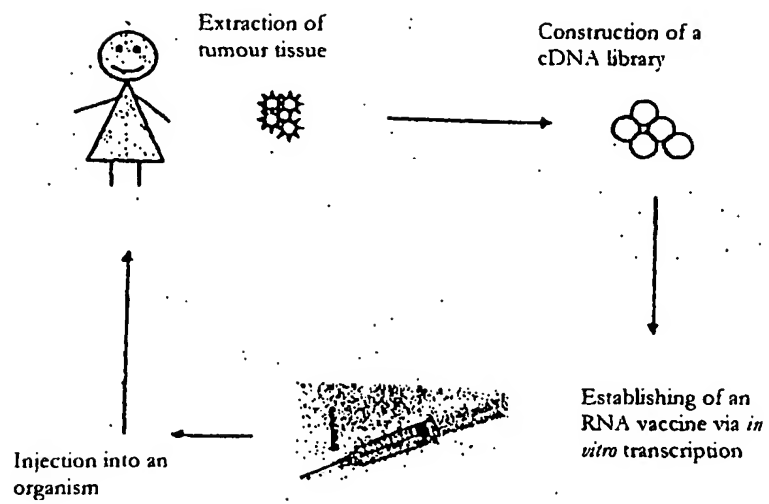 Extraction of
tumour tissue
Construction of a
cDNA library
Establishing of an
RNA vaccine via in
vitro transcription
Injection into an
organism